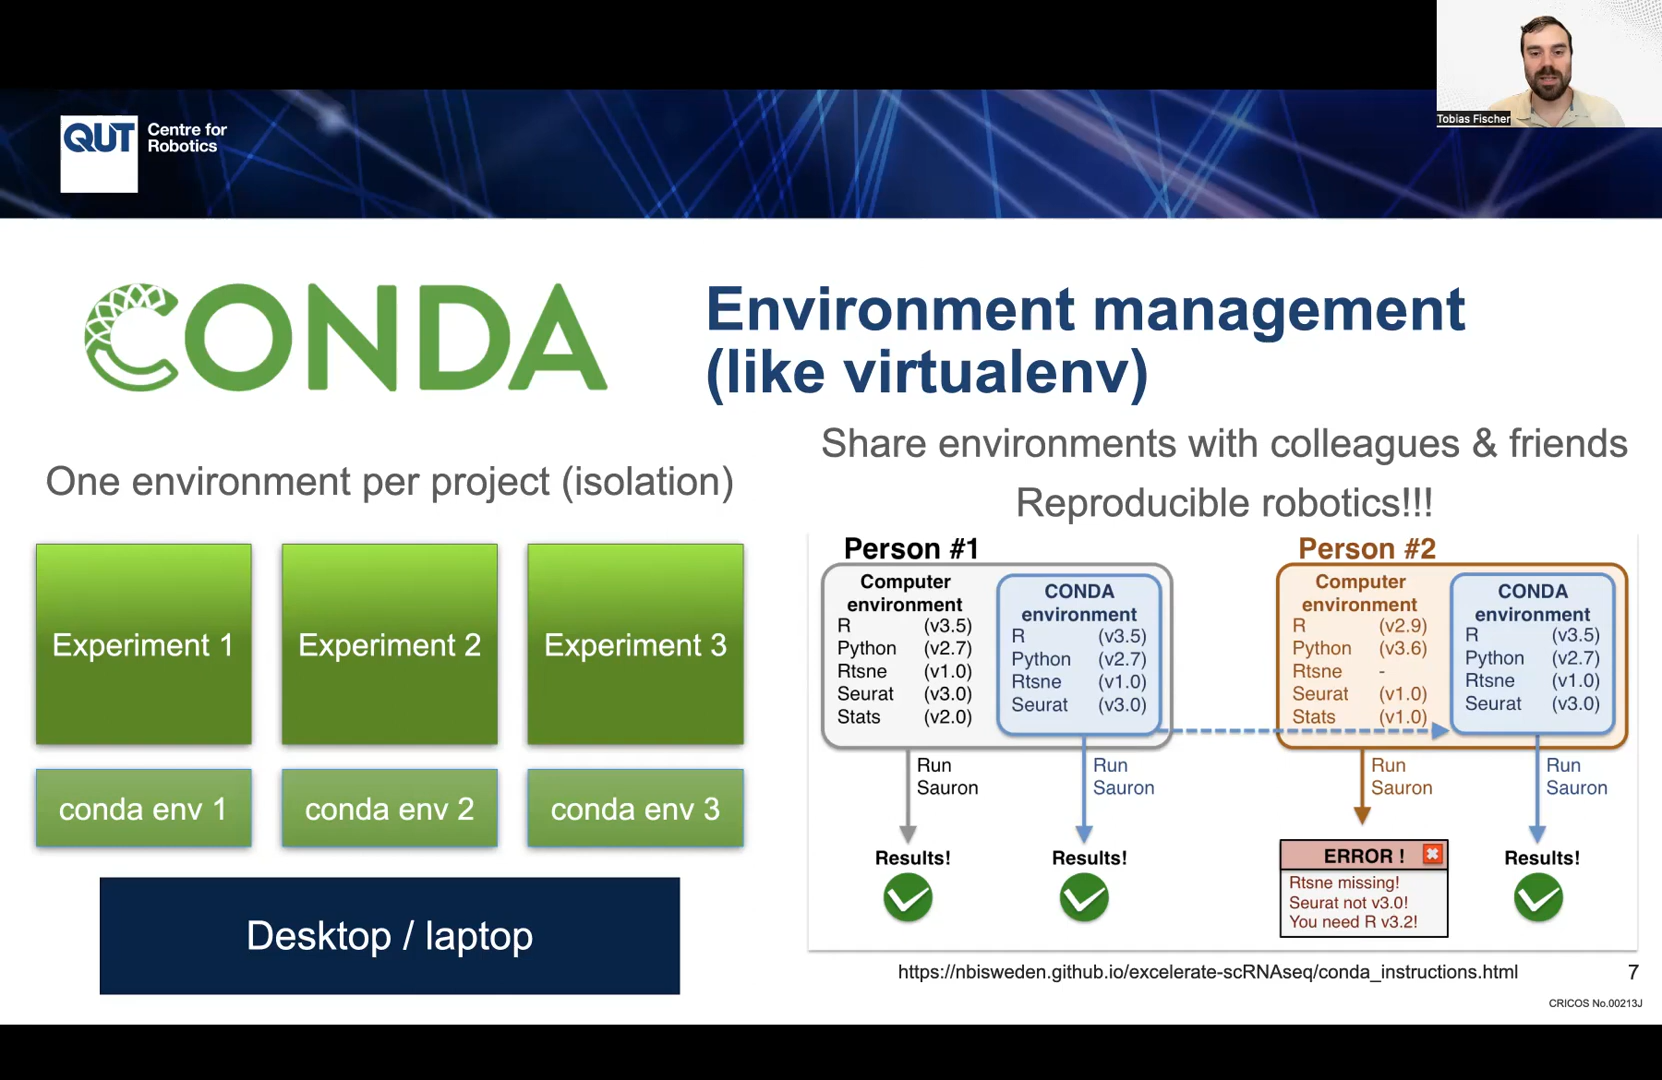 Tobias Fischer
QUT
Centre for
Robotics
CONDA
Environment management
(like virtualenv)
One environment per project (isolation)
Experiment 1
Experiment 2
Experiment 3
conda env 1
conda env 2
conda env 3
Desktop / laptop
Share environments with colleagues & friends
Reproducible robotics!!!
Person #1
Computer
environment
R (v3.5)
Python (v2.7)
Rtsne (v1.0)
Seurat (v3.0)
Stats (v2.0)
CONDA
environment
R (v3.5)
Python (v2.7)
Rtsne (v1.0)
Seurat (v3.0)
Run
Sauron
Results!
Run
Sauron
Results!
Person #2
Computer
environment
R (v2.9)
Python (v3.6)
Rtsne -
Seurat (v1.0)
Stats (v1.0)
CONDA
environment
R (v3.5)
Python (v2.7)
Rtsne (v1.0)
Seurat (v3.0)
Run
Sauron
ERROR !
Rtsne missing!
Seurat not v3.0!
You need R v3.2!
Run
Sauron
Results!
https://nbisweden.github.io/excelerate-scRNAseq/conda_instructions.html
7
CRICOS No.00213J